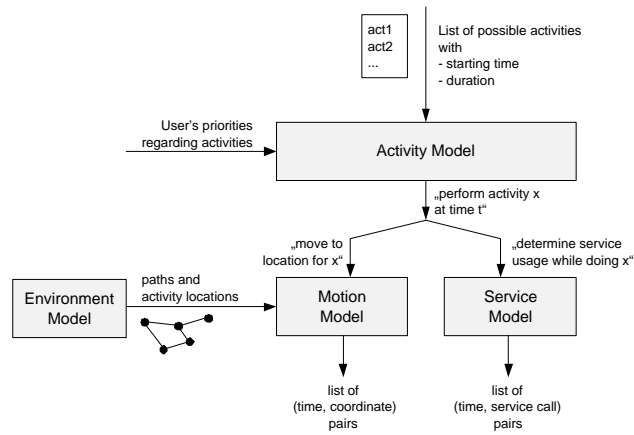 act1
act2
...
List of possible activities
with
- starting time
- duration
User's priorities
regarding activities
Activity Model
„perform activity x
at time t“
„move to
location for x“
„determine service
usage while doing x“
paths and
activity locations
Environment
Model
Motion
Model
Service
Model
list of
(time, coordinate)
pairs
list of
(time, service call)
pairs